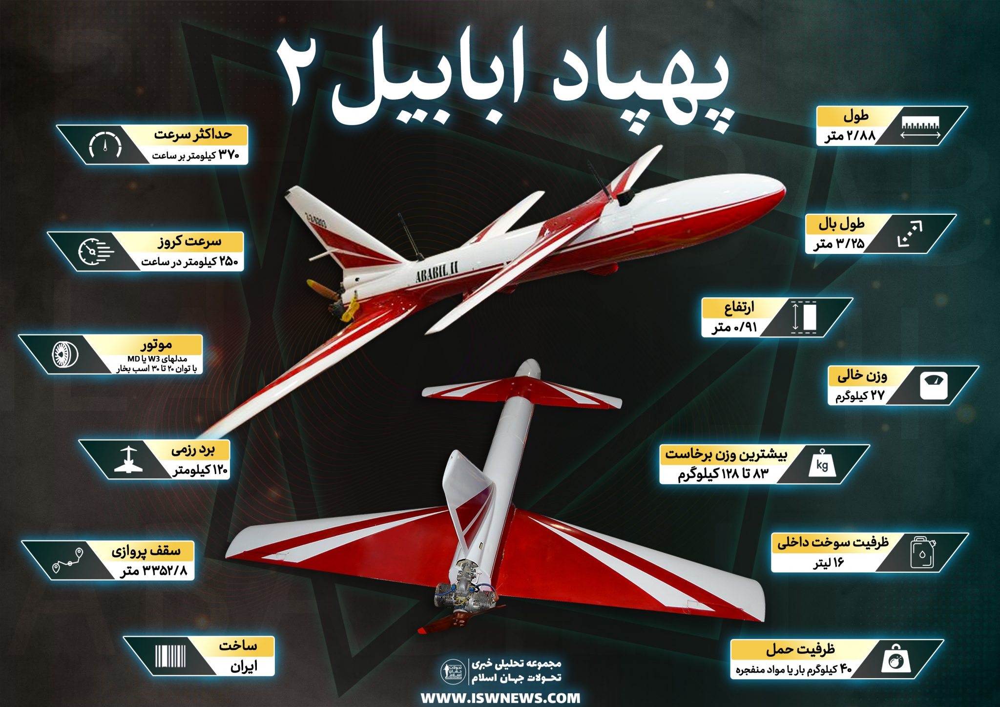 پهپاد ابابیل ۲
طول
۲/۸۸ متر
طول بال
۳/۲۵ متر
ارتفاع
۰/۹۱ متر
وزن خالی
۲۷ کیلوگرم
بیشترین وزن برخاست
۸۳ تا ۱۲۸ کیلوگرم
kg
ظرفیت سوخت داخلی
۱۶ لیتر
ظرفیت حمل
۴۰ کیلوگرم بار یا مواد منفجره
حداکثر سرعت
۳۷۰ کیلومتر بر ساعت
سرعت کروز
۲۵۰ کیلومتر در ساعت
موتور
مدلهای W3 یا MD
با توان ۲۰ تا ۳۰ اسب بخار
برد رزمی
۱۲۰ کیلومتر
سقف پروازی
۳۳۵۲/۸ متر
ساخت
ایران
ABABIL II
مجموعه تحلیلی خبری
تحولات جهان اسلام
تحولات
جهان
اسلام
WWW.ISWNEWS.COM